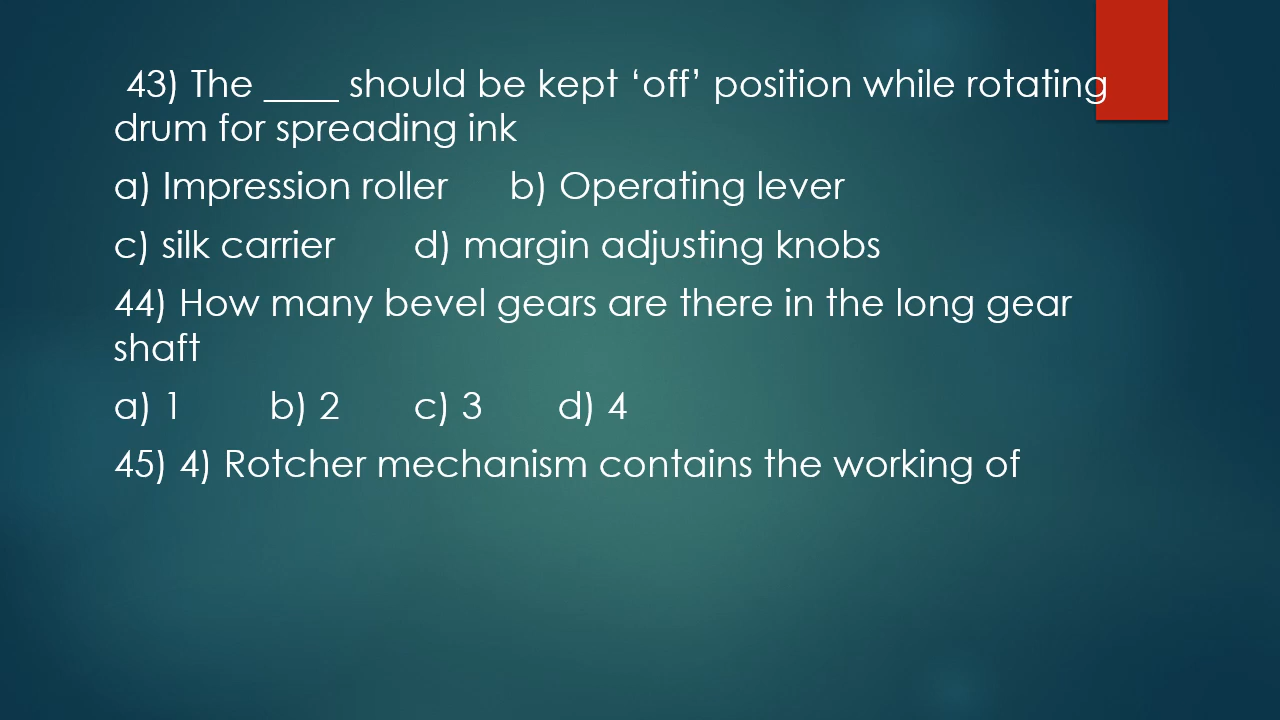 43) The ____ should be kept ‘off’ position while rotating
drum for spreading ink
a) Impression roller b) Operating lever
c) silk carrier d) margin adjusting knobs
44) How many bevel gears are there in the long gear
shaft
a) 1 b) 2 c) 3 d) 4
45) 4) Rotcher mechanism contains the working of